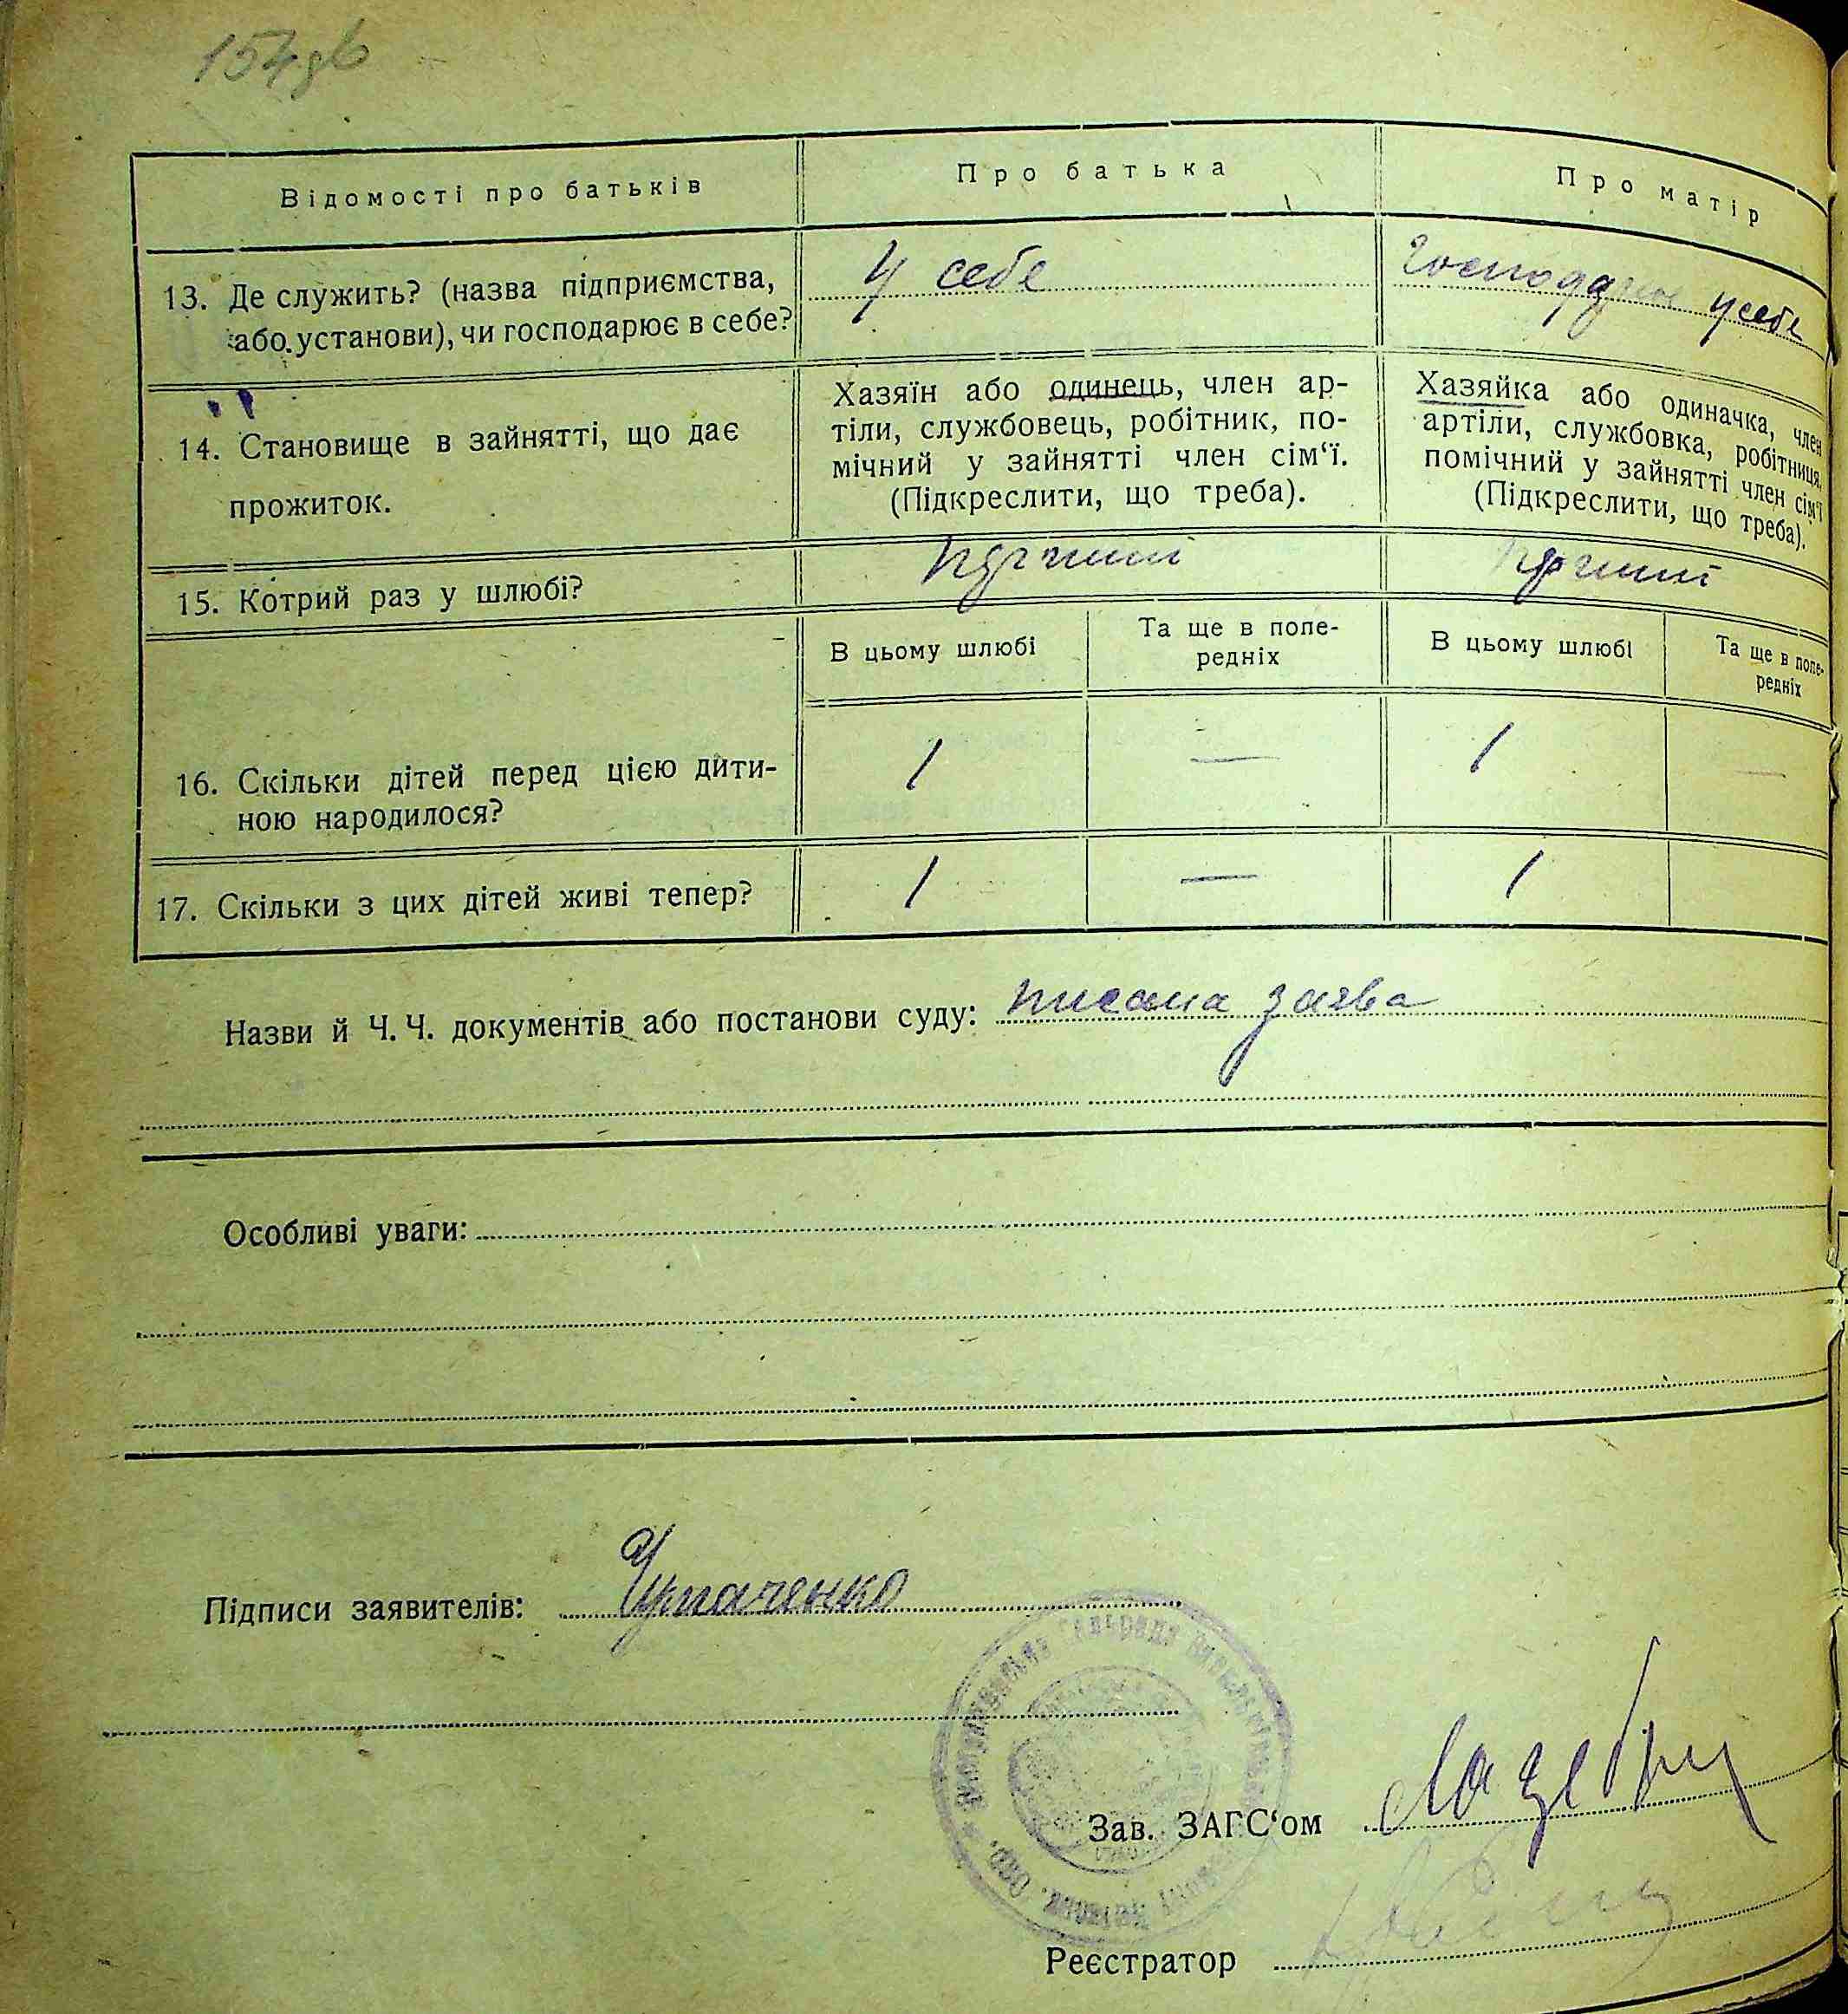 154зв
Відомості про батьків
Про батька
Про матір
13. Де служить? (назва підприємства,
або установи), чи господарює в себе?
У себе
Господарює у себе
14. Становище в зайнятті, що дає
прожиток.
Хазяїн або одинець, член ар-
тіли, службовець, робітник, по-
мічний у зайнятті член сім‘ї.
(Підкреслити, що треба).
Хазяйка або одиначка, член
артіли, службовка, робітниця,
помічний у зайнятті член сім‘ї
(Підкреслити, що треба).
15. Котрий раз у шлюбі?
В цьому шлюбі
Та ще в попе-
редніх
В цьому шлюбі
Та ще в попе-
редніх
16. Скільки дітей перед цією дити-
ною народилося?
1
—
1
—
17. Скільки з цих дітей живі тепер?
1
—
1
Назви й Ч. Ч. документів або постанови суду: писана заява
Особливі уваги:
Підписи заявителів:
Зав. ЗАГС‘ом
Реєстратор